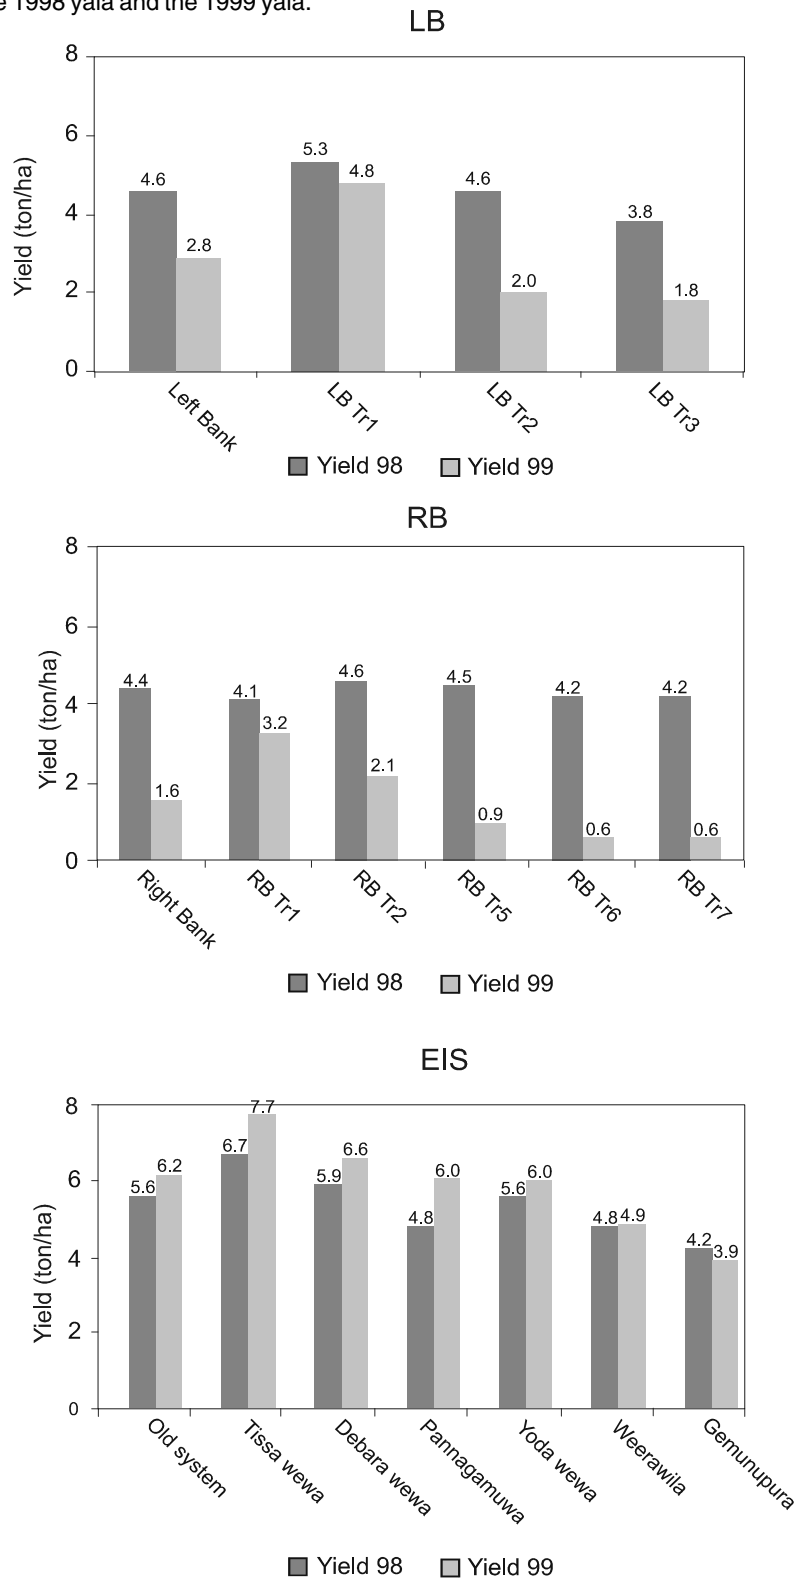 e 1998 yala and the 1999 yala.
LB
Yield (ton/ha)
8
6
4
2
0
4.6
2.8
5.3
4.8
4.6
2.0
3.8
1.8
Left Bank
LB Tr1
LB Tr2
LB Tr3
Yield 98 Yield 99
RB
Yield (ton/ha)
8
6
4
2
0
4.4
1.6
4.1
3.2
4.6
2.1
4.5
0.9
4.2
0.6
4.2
0.6
Right Bank
RB Tr1
RB Tr2
RB Tr5
RB Tr6
RB Tr7
Yield 98 Yield 99
EIS
Yield (ton/ha)
8
6
4
2
0
5.6
6.2
6.7
7.7
5.9
6.6
4.8
6.0
5.6
6.0
4.8
4.9
4.2
3.9
Old system
Tissa wewa
Debara wewa
Pannagamuwa
Yoda wewa
Weerawila
Gemunupura
Yield 98 Yield 99